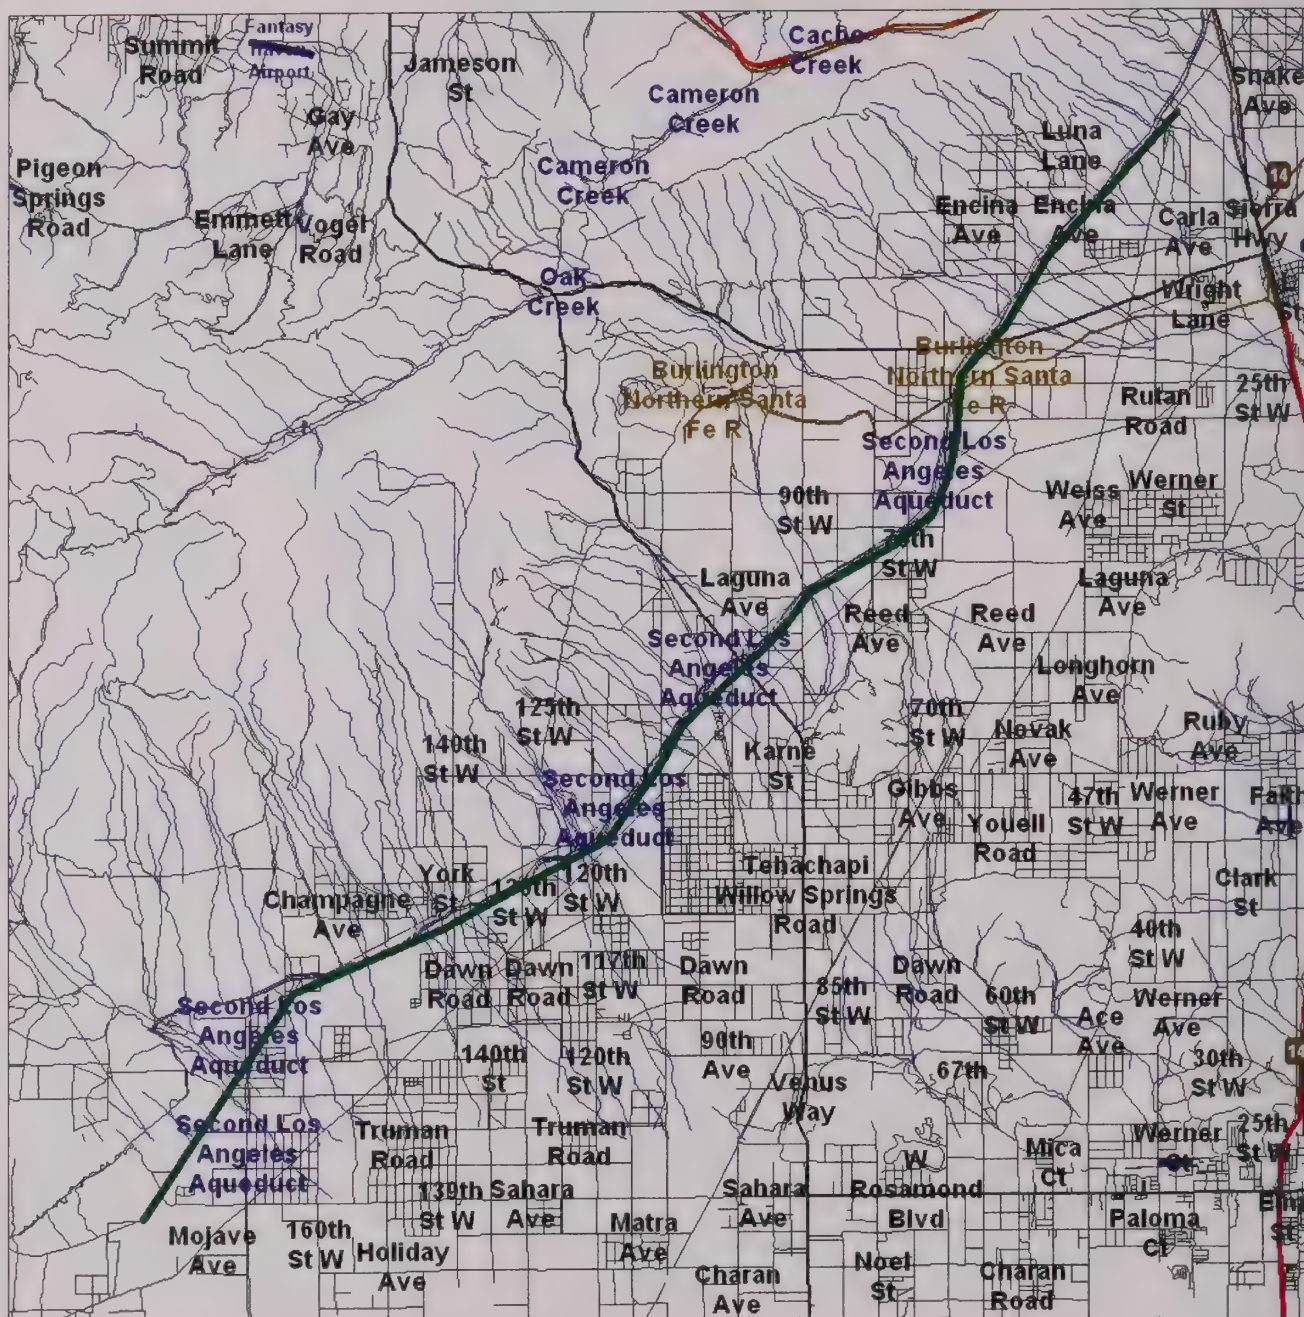 Fantasy
Airport
Summit
Road
Jameson
St
Cache
Creek
Snake
Ave
Cameron
Creek
Gay
Ave
Luna
Lane
Pigeon
Springs
Road
Cameron
Creek
14
Emmett
Lane
Vogel
Road
Encina
Ave
Encina
Ave
Carla
Ave
Sierra
Hwy
Oak
Creek
Wright
Lane
St
Burlington
Northern Santa
Fe R
Burlington
Northern Santa
Fe R
Rutan
Road
25th
St W
Second Los
Angeles
Aqueduct
90th
St W
Weiss
Ave
Werner
St
St W
Laguna
Ave
Laguna
Ave
Reed
Ave
Reed
Ave
Second Los
Angeles
Aqueduct
Longhorn
Ave
125th
St W
70th
St W
Novak
Ave
Ruby
Ave
140th
St W
Karne
St
Second Los
Angeles
Aqueduct
Gibbs
Ave
47th
St W
Werner
Ave
Faith
Ave
Youell
Road
York
St
St W
120th
St W
Tehachapi
Willow Springs
Road
Clark
St
Champagne
Ave
40th
St W
Dawn
Road
Dawn
Road
117th
St W
Dawn
Road
85th
St W
Dawn
Road
60th
St W
Ace
Ave
Werner
Ave
Second Los
Angeles
Aqueduct
140th
St
120th
St W
90th
Ave
67th
W
30th
St W
14
Venus
Way
Second Los
Angeles
Aqueduct
Truman
Road
Truman
Road
Mica
Ct
Werner
Ct
25th
St W
139th
St W
Sahara
Ave
Sahara
Ave
Rosamond
Blvd
Paloma
Ct
St
Mojave
Ave
160th
St W
Holiday
Ave
Matra
Ave
Charan
Ave
Noel
St
Charan
Road